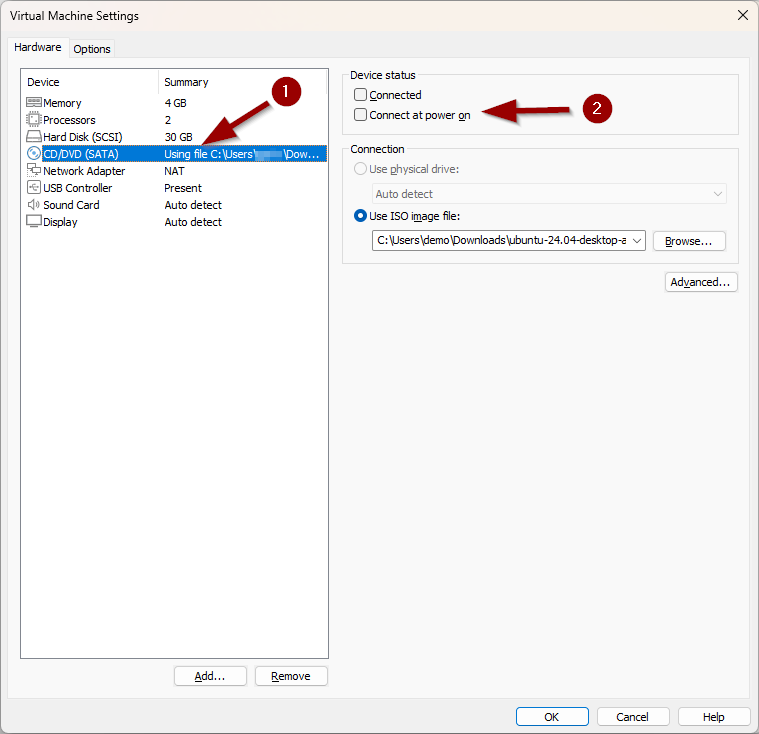 Virtual Machine Settings
Hardware Options
Device Summary
Memory 4 GB
Processors 2
Hard Disk (SCSI) 30 GB
CD/DVD (SATA) Using file C:\Users\ \Dow...
Network Adapter NAT
USB Controller Present
Sound Card Auto detect
Display Auto detect
1
Add... Remove
Device status
Connected
Connect at power on
2
Connection
Use physical drive:
Auto detect
Use ISO image file:
C:\Users\demo\Downloads\ubuntu-24.04-desktop-a
Browse...
Advanced...
OK Cancel Help